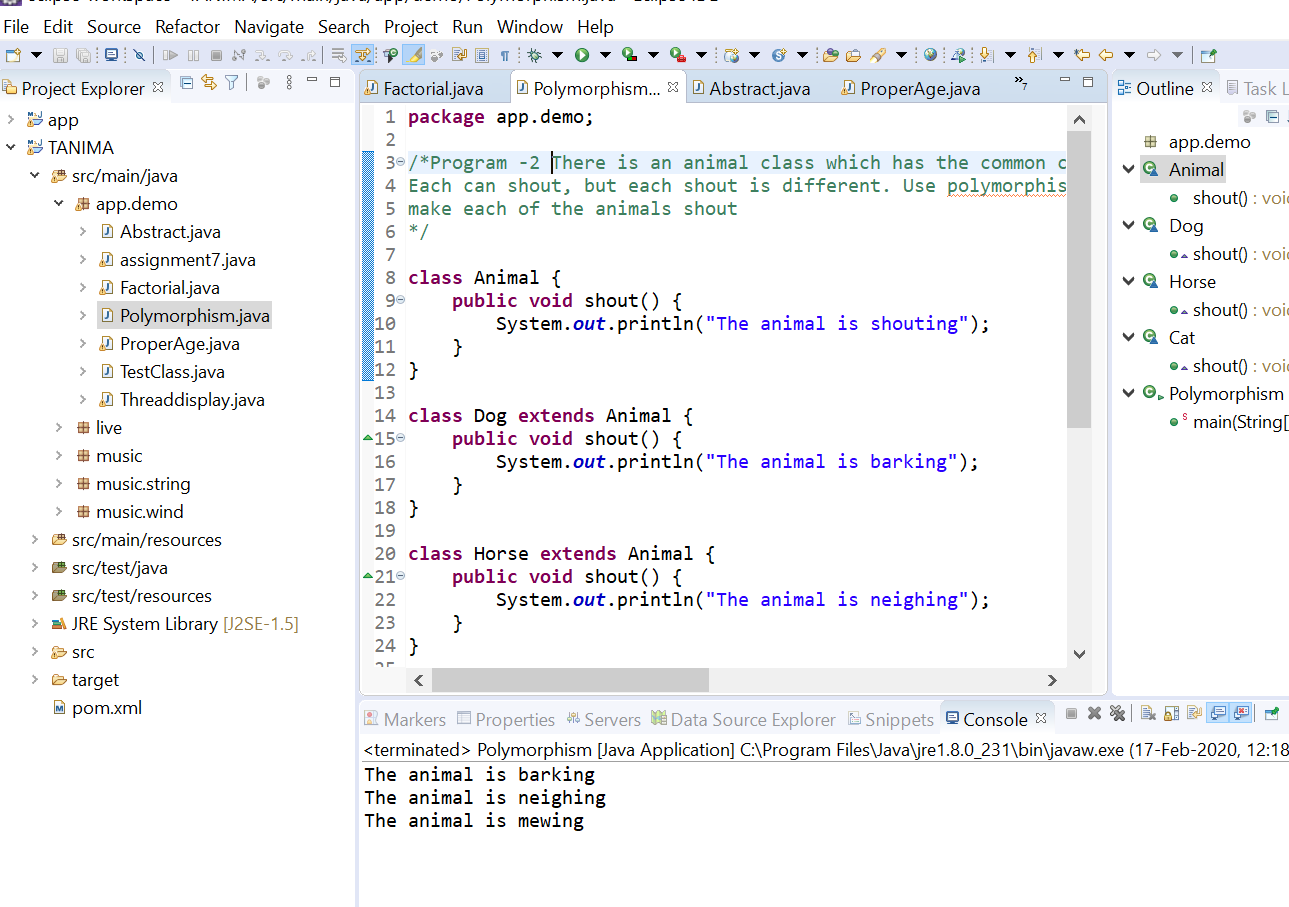 File Edit Source Refactor Navigate Search Project Run Window Help
Project Explorer
app
TANIMA
src/main/java
app.demo
Abstract.java
assignment7.java
Factorial.java
Polymorphism.java
ProperAge.java
TestClass.java
Threaddisplay.java
live
music
music.string
music.wind
src/main/resources
src/test/java
src/test/resources
JRE System Library [J2SE-1.5]
src
target
pom.xml
Factorial.java Polymorphism... Abstract.java ProperAge.java »7
1 package app.demo;
2
3 /*Program -2 There is an animal class which has the common c
4 Each can shout, but each shout is different. Use polymorphis
5 make each of the animals shout
6 */
7
8 class Animal {
9 public void shout() {
10 System.out.println("The animal is shouting");
11 }
12 }
13
14 class Dog extends Animal {
15 public void shout() {
16 System.out.println("The animal is barking");
17 }
18 }
19
20 class Horse extends Animal {
21 public void shout() {
22 System.out.println("The animal is neighing");
23 }
24 }
Outline Task L
app.demo
Animal
shout() : voi
Dog
shout() : voi
Horse
shout() : voi
Cat
shout() : voi
Polymorphism
main(String[
Markers Properties Servers Data Source Explorer Snippets Console
<terminated> Polymorphism [Java Application] C:\Program Files\Java\jre1.8.0_231\bin\javaw.exe (17-Feb-2020, 12:18
The animal is barking
The animal is neighing
The animal is mewing